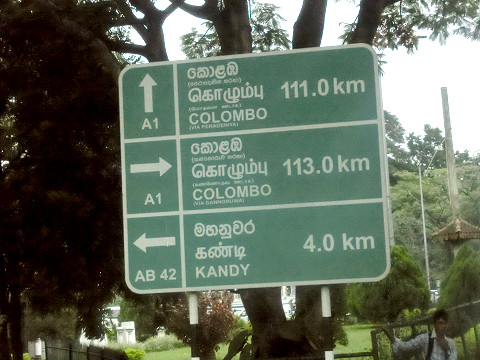 කොළඹ
கொழும்பு 111.0 km
A1 COLOMBO
(VIA PERADENIYA)
කොළඹ
கொழும்பு 113.0 km
A1 COLOMBO
(VIA GANNORUWA)
මහනුවර
கண்டி 4.0 km
AB 42 KANDY